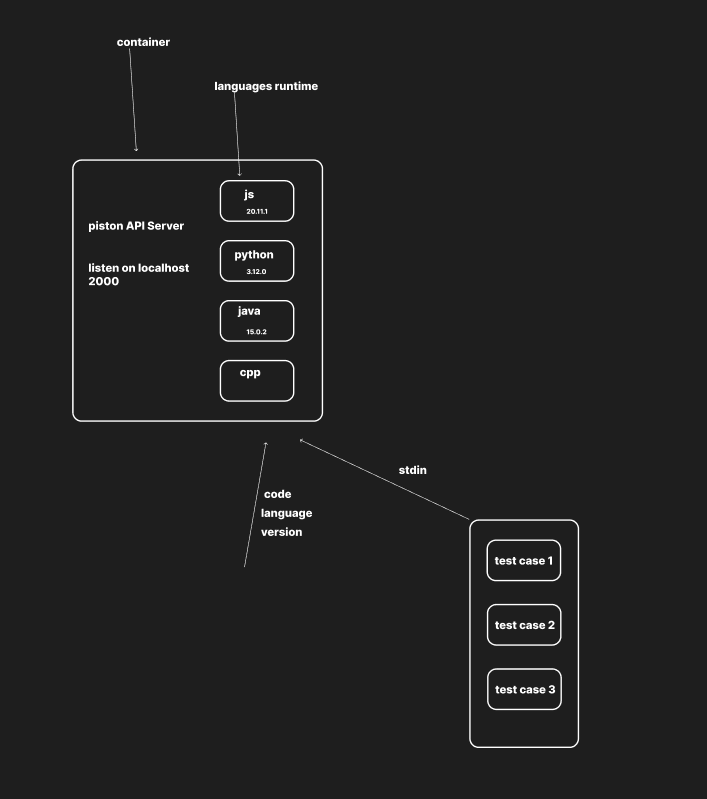 container
languages runtime
js
20.11.1
piston API Server
python
3.12.0
listen on localhost
2000
java
15.0.2
cpp
stdin
code
language
version
test case 1
test case 2
test case 3